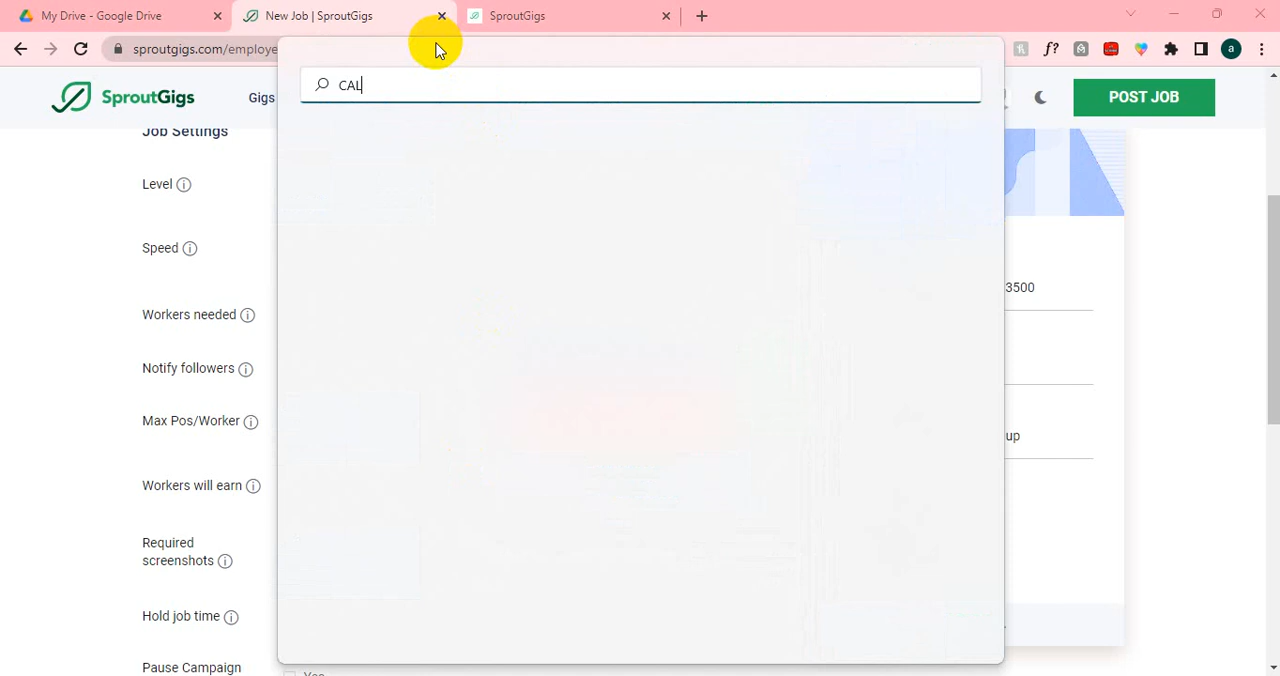 My Drive - Google Drive
New Job | SproutGigs
SproutGigs
sproutgigs.com/employe
f?
a
CAL
SproutGigs
Gigs
POST JOB
Job Settings
Level
Speed
3500
Workers needed
Notify followers
Max Pos/Worker
up
Workers will earn
Required
screenshots
Hold job time
Pause Campaign
Yes